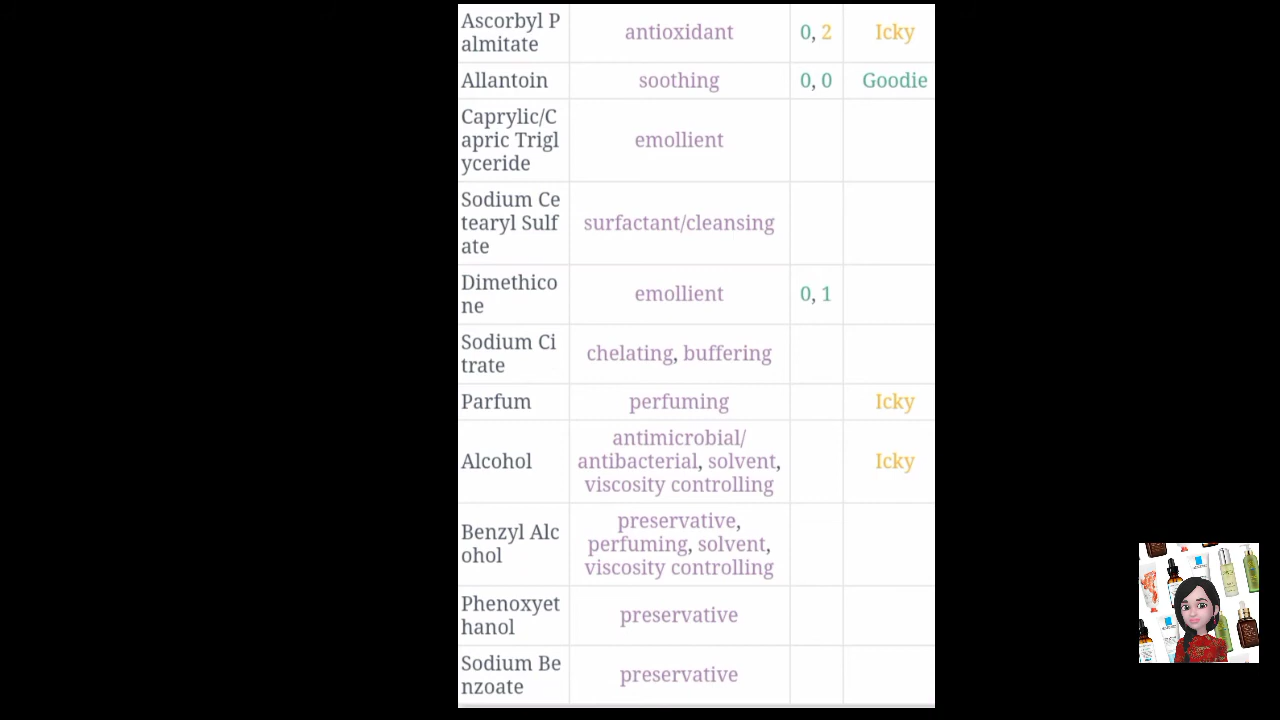 Ascorbyl P
almitate
antioxidant
0, 2
Icky
Allantoin
soothing
0, 0
Goodie
Caprylic/C
apric Trigl
yceride
emollient
Sodium Ce
tearyl Sulf
ate
surfactant/cleansing
Dimethico
ne
emollient
0, 1
Sodium Ci
trate
chelating, buffering
Parfum
perfuming
Icky
Alcohol
antimicrobial/
antibacterial, solvent,
viscosity controlling
Icky
Benzyl Alc
ohol
preservative,
perfuming, solvent,
viscosity controlling
Phenoxyet
hanol
preservative
Sodium Be
nzoate
preservative